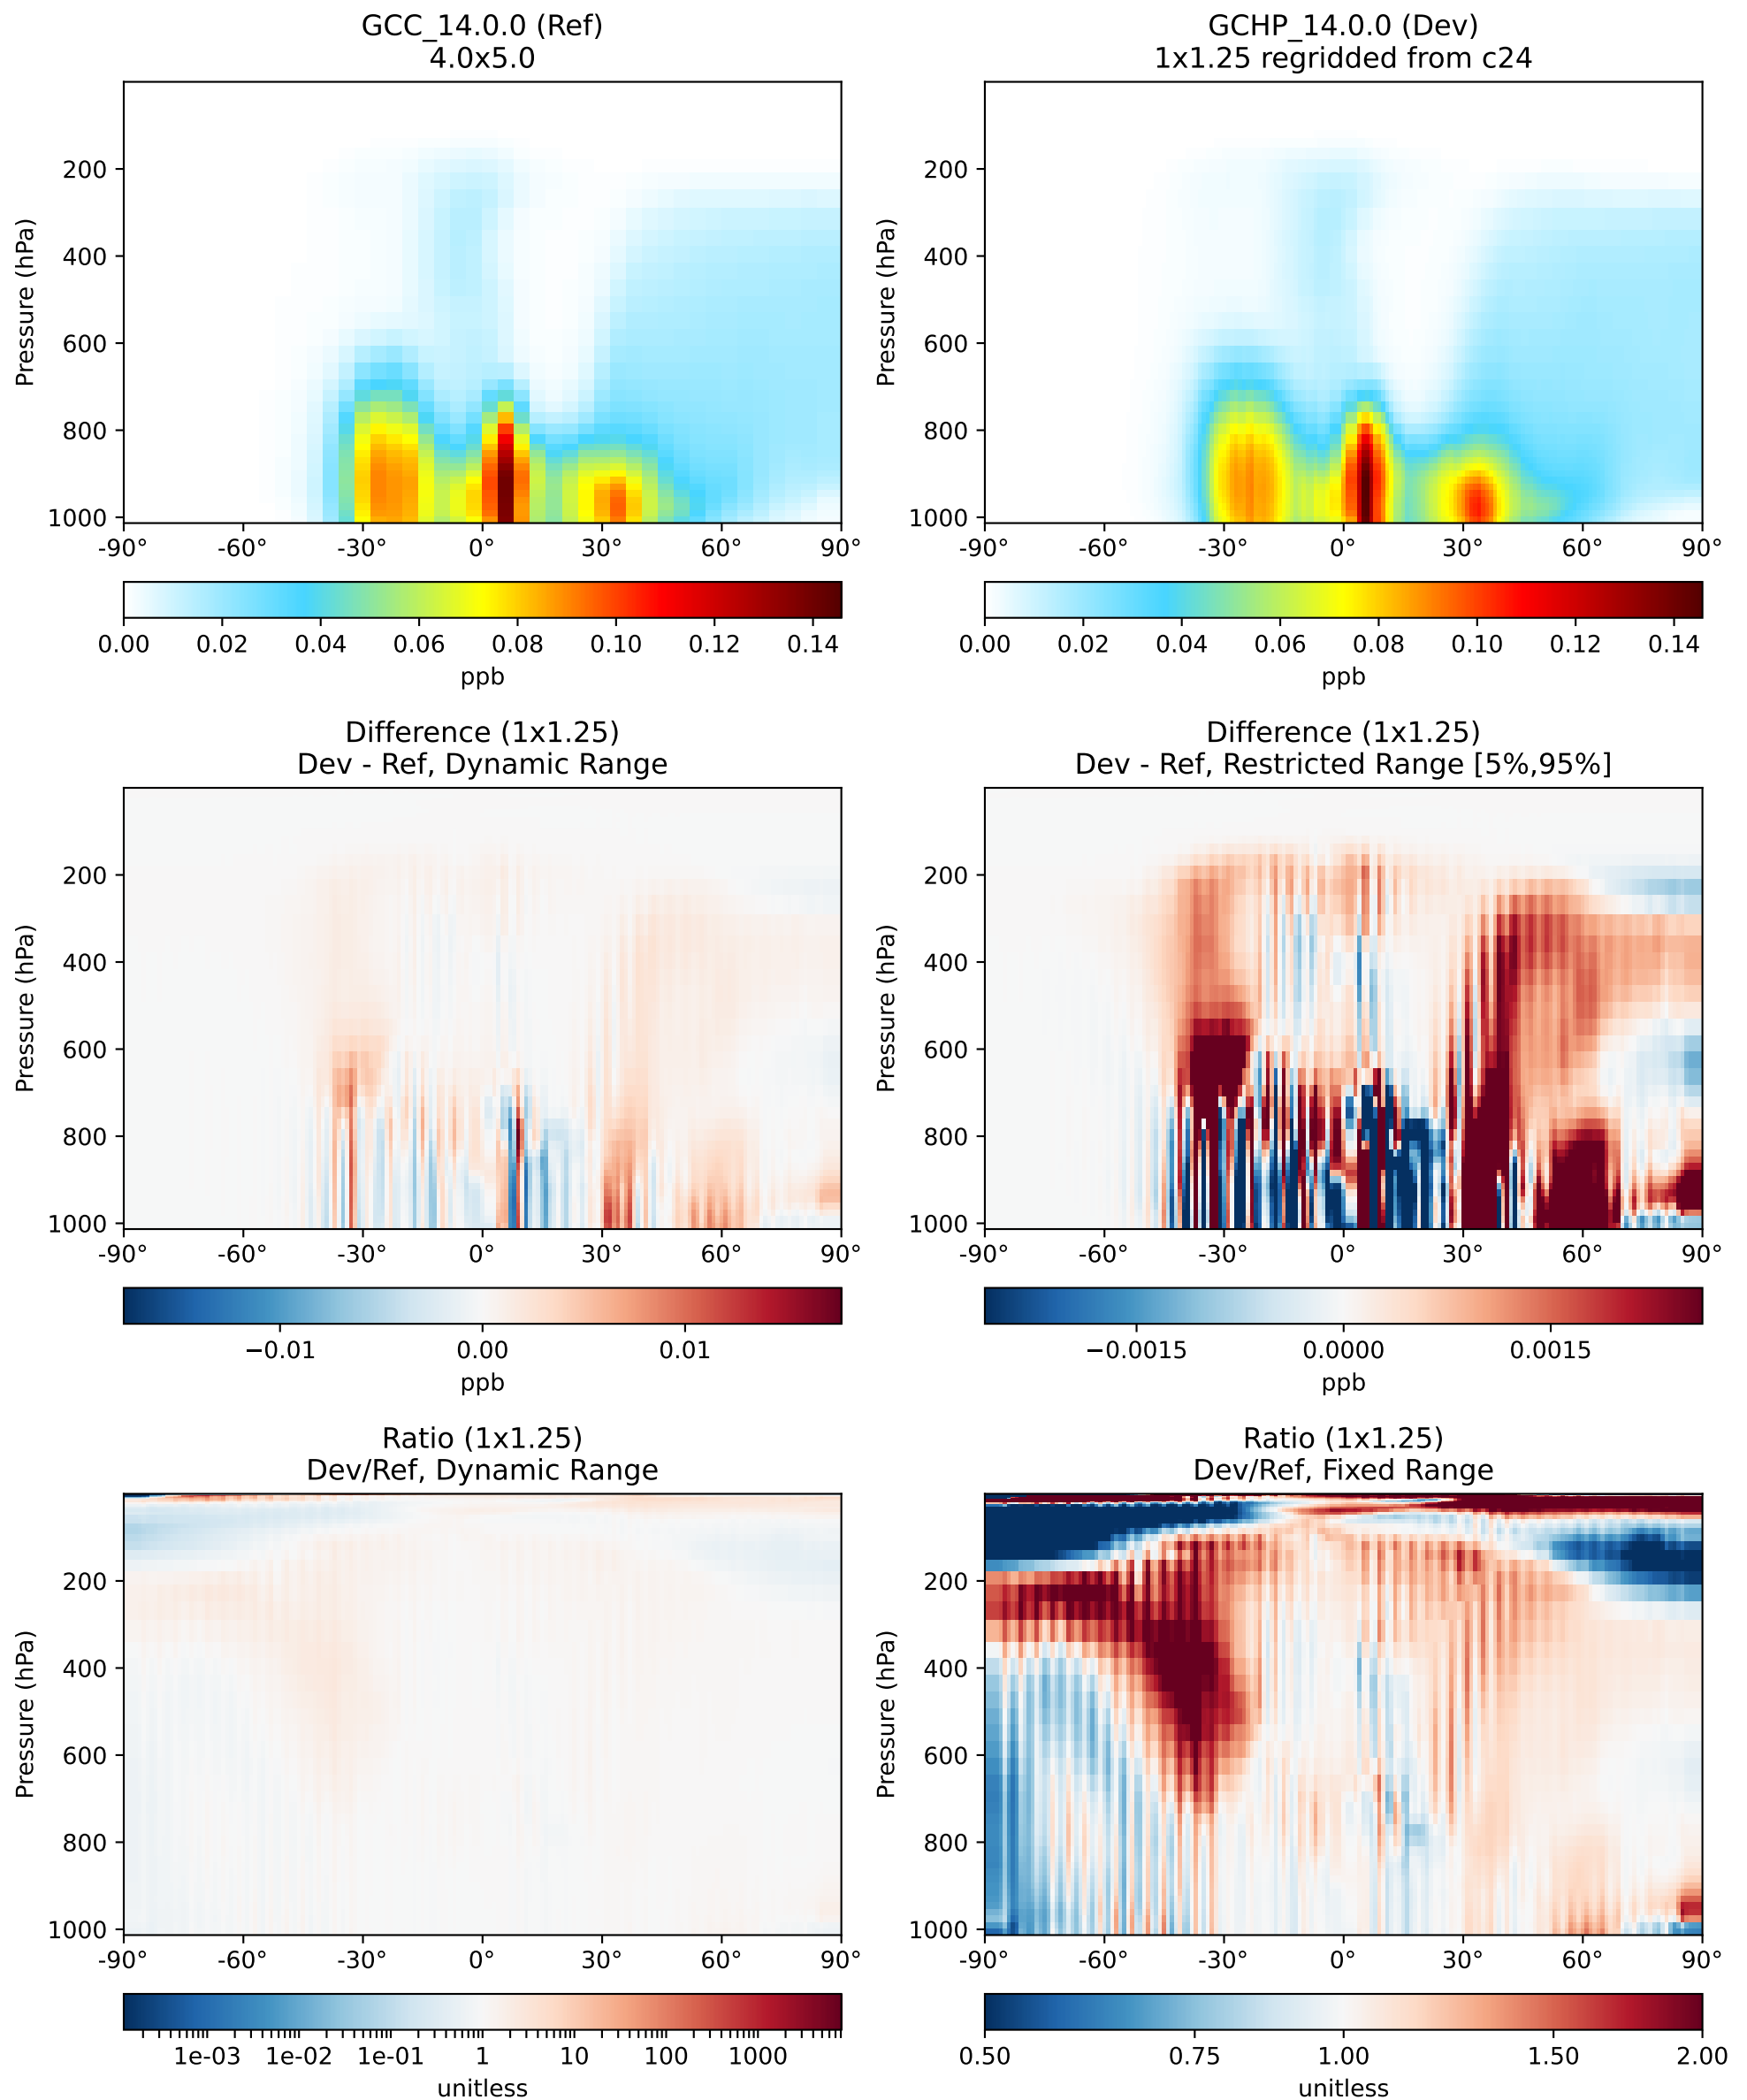 GCC_14.0.0 (Ref)
4.0x5.0
Pressure (hPa)
200
400
600
800
1000
-90° -60° -30° 0° 30° 60° 90°
0.00 0.02 0.04 0.06 0.08 0.10 0.12 0.14
ppb
GCHP_14.0.0 (Dev)
1x1.25 regridded from c24
Pressure (hPa)
200
400
600
800
1000
-90° -60° -30° 0° 30° 60° 90°
0.00 0.02 0.04 0.06 0.08 0.10 0.12 0.14
ppb
Difference (1x1.25)
Dev - Ref, Dynamic Range
Pressure (hPa)
200
400
600
800
1000
-90° -60° -30° 0° 30° 60° 90°
−0.01 0.00 0.01
ppb
Difference (1x1.25)
Dev - Ref, Restricted Range [5%,95%]
Pressure (hPa)
200
400
600
800
1000
-90° -60° -30° 0° 30° 60° 90°
−0.0015 0.0000 0.0015
ppb
Ratio (1x1.25)
Dev/Ref, Dynamic Range
Pressure (hPa)
200
400
600
800
1000
-90° -60° -30° 0° 30° 60° 90°
1e-03 1e-02 1e-01 1 10 100 1000
unitless
Ratio (1x1.25)
Dev/Ref, Fixed Range
Pressure (hPa)
200
400
600
800
1000
-90° -60° -30° 0° 30° 60° 90°
0.50 0.75 1.00 1.50 2.00
unitless